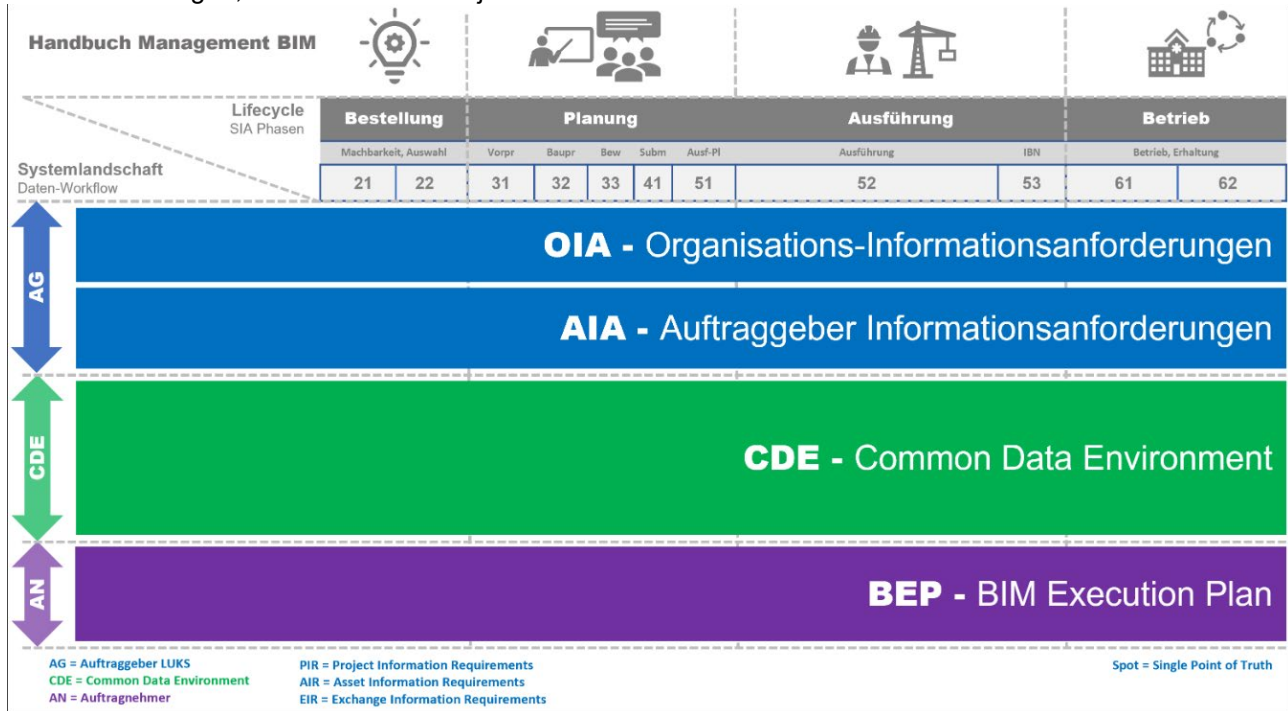 Handbuch Management BIM
Lifecycle
SIA Phasen
Bestellung Planung Ausführung Betrieb
Machbarkeit, Auswahl Vorpr Baupr Bew Subm Ausf-Pl Ausführung IBN Betrieb, Erhaltung
Systemlandschaft
Daten-Workflow
21 22 31 32 33 41 51 52 53 61 62
AG
OIA - Organisations-Informationsanforderungen
AIA - Auftraggeber Informationsanforderungen
CDE
CDE - Common Data Environment
AN
BEP - BIM Execution Plan
AG = Auftraggeber LUKS PIR = Project Information Requirements Spot = Single Point of Truth
CDE = Common Data Environment AIR = Asset Information Requirements
AN = Auftragnehmer EIR = Exchange Information Requirements